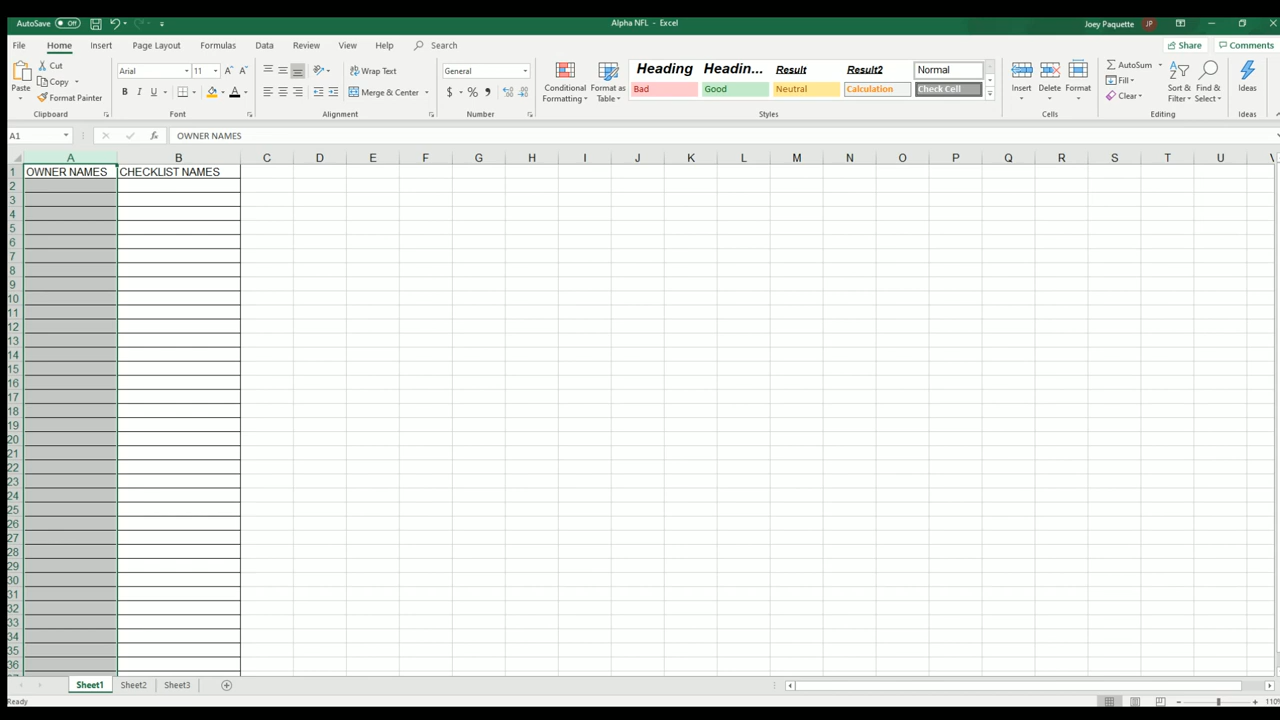 AutoSave Off Alpha NFL - Excel Joey Paquette JP
File Home Insert Page Layout Formulas Data Review View Help Search Share Comments
Paste Cut Copy Format Painter Clipboard
Arial 11 A A B I U A Font
Wrap Text Merge & Center Alignment
General $ % , Number
Conditional Formatting Format as Table
Heading Headin... Result Result2 Normal
Bad Good Neutral Calculation Check Cell
Styles
Insert Delete Format Cells
AutoSum Fill Clear Sort & Filter Find & Select Editing
Ideas Ideas
A1 fx OWNER NAMES
A B C D E F G H I J K L M N O P Q R S T U V
1 OWNER NAMES CHECKLIST NAMES
2
3
4
5
6
7
8
9
10
11
12
13
14
15
16
17
18
19
20
21
22
23
24
25
26
27
28
29
30
31
32
33
34
35
36
Sheet1 Sheet2 Sheet3
Ready 110